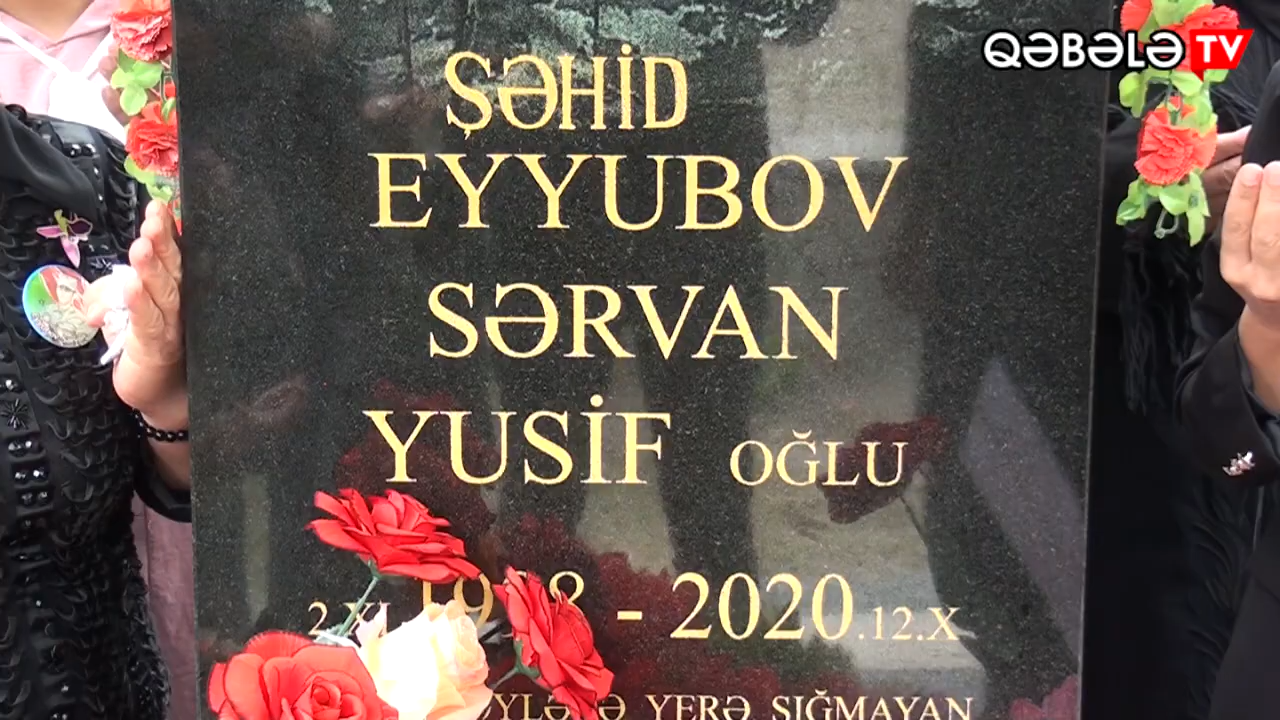 QƏBƏLƏ TV
ŞƏHİD
EYYUBOV
SƏRVAN
YUSİF OĞLU
- 2020.12.X
YERƏ SIĞMAYAN